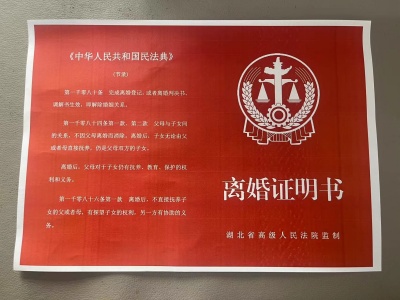 《中华人民共和国民法典》
(节录)
第一千零八十条 完成离婚登记，或者离婚判决书、
调解书生效，即解除婚姻关系。
第一千零八十四条第一款、第二款 父母与子女间
的关系，不因父母离婚而消除。离婚后，子女无论由父
或者母直接抚养，仍是父母双方的子女。
离婚后，父母对于子女仍有抚养、教育、保护的权
利和义务。
第一千零八十六条第一款 离婚后，不直接抚养子
女的父或者母，有探望子女的权利，另一方有协助的义
务。
离婚证明书
湖北省高级人民法院监制